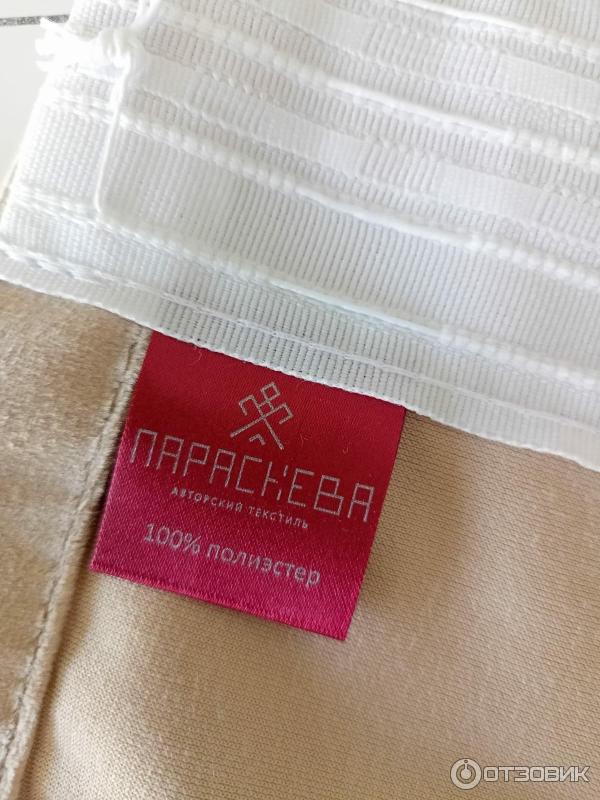 ПАРАСКЕВА
АВТОРСКИЙ ТЕКСТИЛЬ
100% полиэстер
ОТЗОВИК